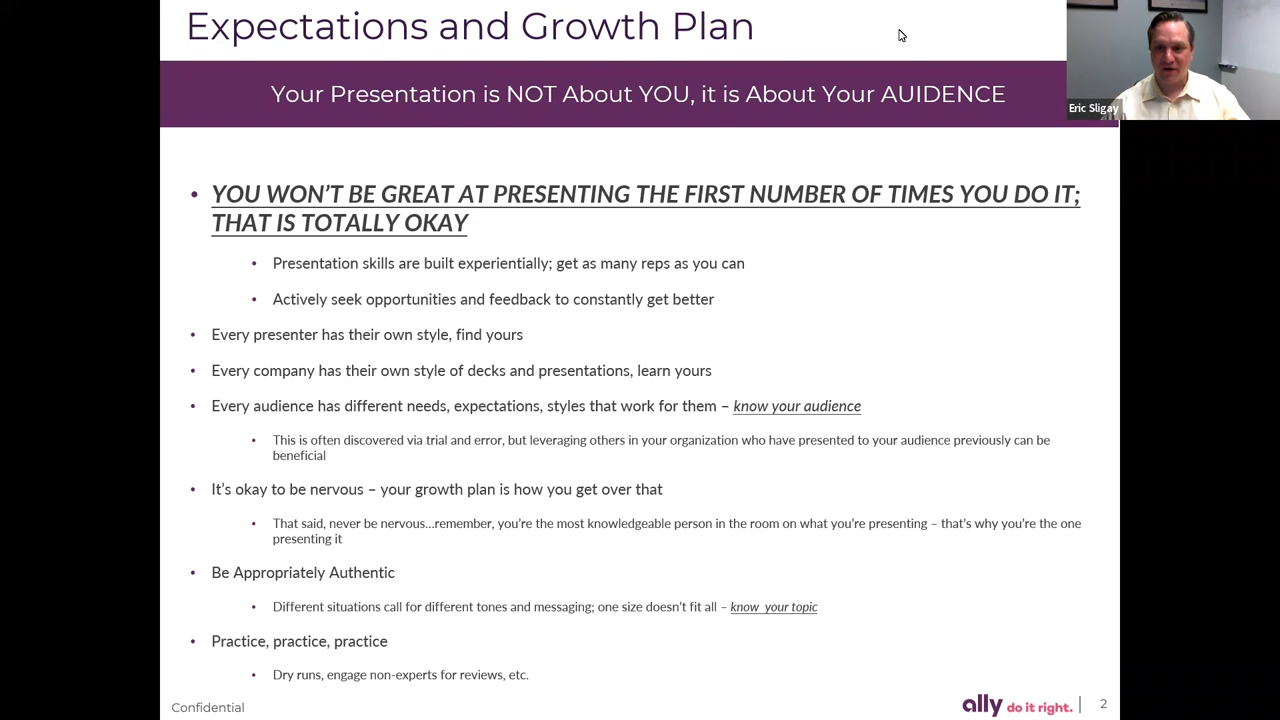 Expectations and Growth Plan
Your Presentation is NOT About YOU, it is About Your AUIDENCE
Eric Sligay
• YOU WON'T BE GREAT AT PRESENTING THE FIRST NUMBER OF TIMES YOU DO IT;
THAT IS TOTALLY OKAY
• Presentation skills are built experientially; get as many reps as you can
• Actively seek opportunities and feedback to constantly get better
• Every presenter has their own style, find yours
• Every company has their own style of decks and presentations, learn yours
• Every audience has different needs, expectations, styles that work for them – know your audience
• This is often discovered via trial and error, but leveraging others in your organization who have presented to your audience previously can be
beneficial
• It's okay to be nervous – your growth plan is how you get over that
• That said, never be nervous...remember, you're the most knowledgeable person in the room on what you're presenting – that's why you're the one
presenting it
• Be Appropriately Authentic
• Different situations call for different tones and messaging; one size doesn't fit all – know your topic
• Practice, practice, practice
• Dry runs, engage non-experts for reviews, etc.
Confidential
ally do it right. | 2